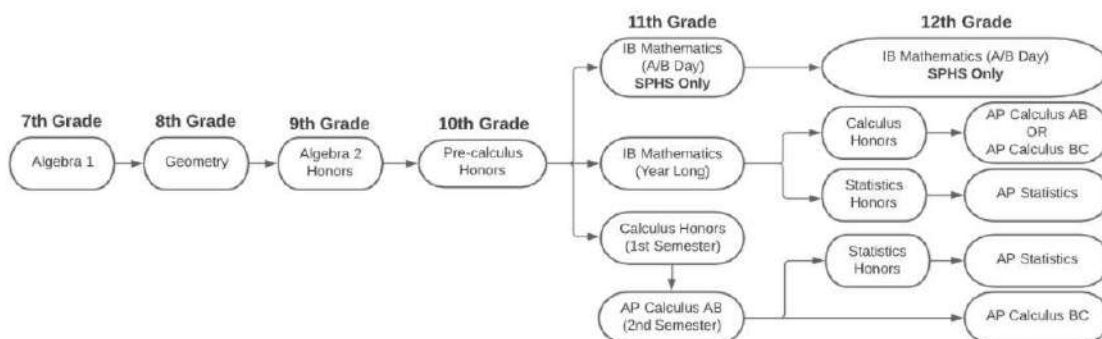 11th Grade
12th Grade
IB Mathematics
(A/B Day)
SPHS Only
IB Mathematics (A/B Day)
SPHS Only
7th Grade
8th Grade
9th Grade
10th Grade
Algebra 1
Geometry
Algebra 2
Honors
Pre-calculus
Honors
IB Mathematics
(Year Long)
Calculus
Honors
AP Calculus AB
OR
AP Calculus BC
Statistics
Honors
AP Statistics
Calculus Honors
(1st Semester)
Statistics
Honors
AP Statistics
AP Calculus AB
(2nd Semester)
AP Calculus BC